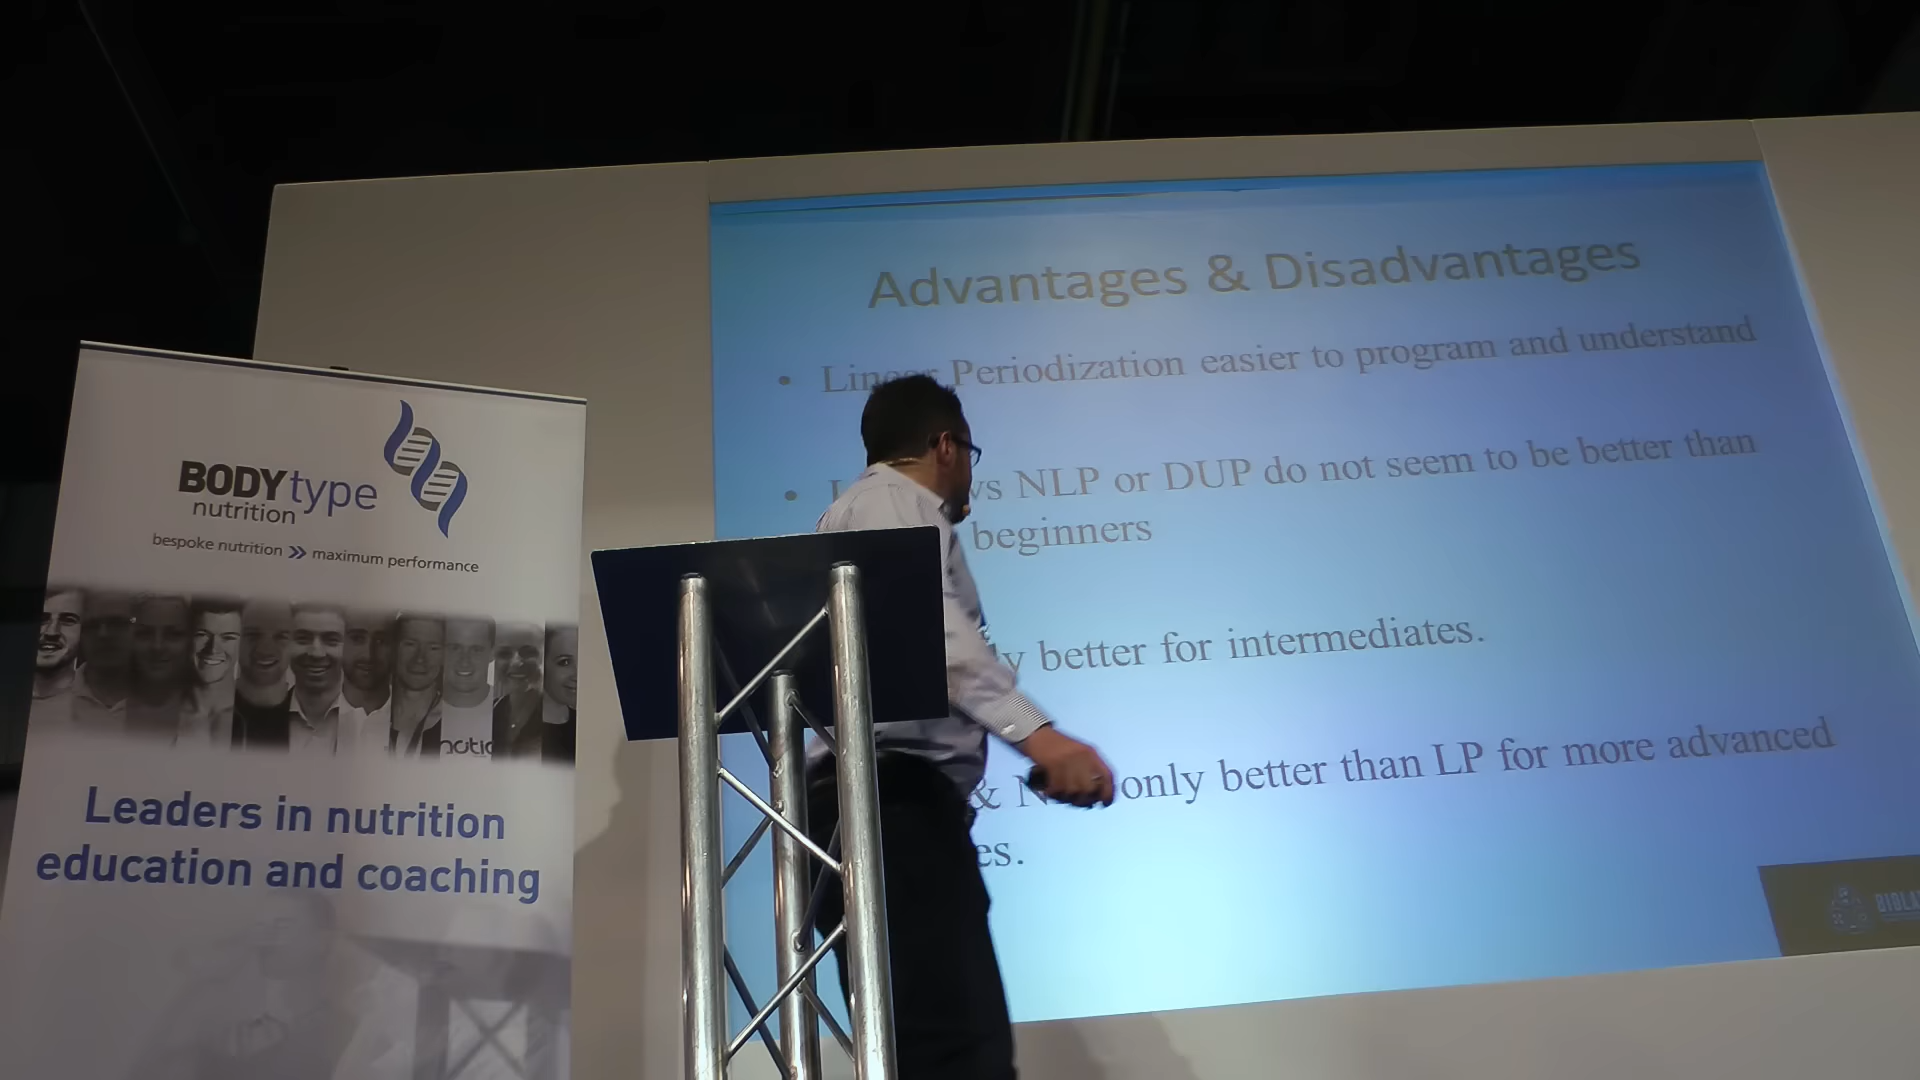 BODYtype
nutrition
bespoke nutrition » maximum performance
Leaders in nutrition
education and coaching
Advantages & Disadvantages
• Linear Periodization easier to program and understand
• vs NLP or DUP do not seem to be better than
beginners
better for intermediates.
& only better than LP for more advanced